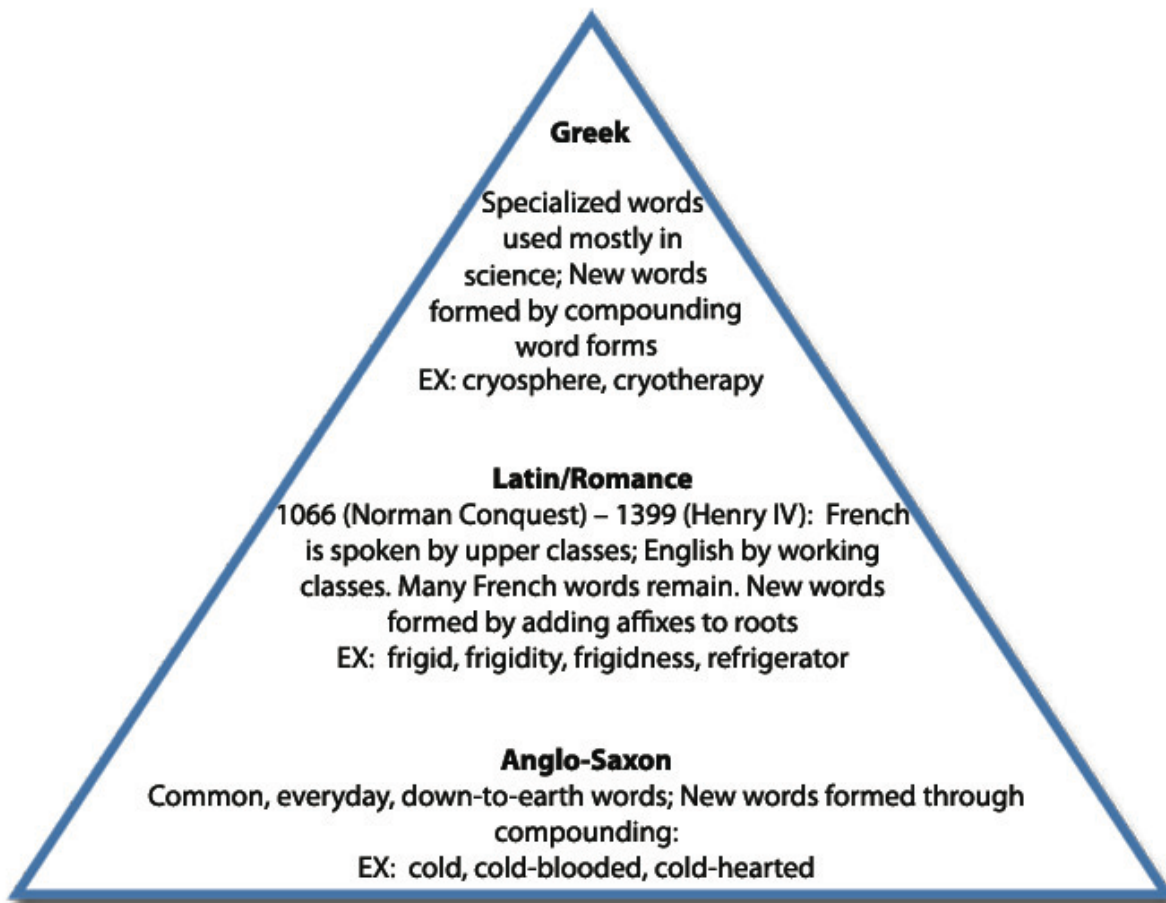 Greek
Specialized words
used mostly in
science; New words
formed by compounding
word forms
EX: cryosphere, cryotherapy
Latin/Romance
1066 (Norman Conquest) – 1399 (Henry IV):  French
is spoken by upper classes; English by working
classes. Many French words remain. New words
formed by adding affixes to roots
EX:  frigid, frigidity, frigidness, refrigerator
Anglo-Saxon
Common, everyday, down-to-earth words; New words formed through
compounding:
EX:  cold, cold-blooded, cold-hearted